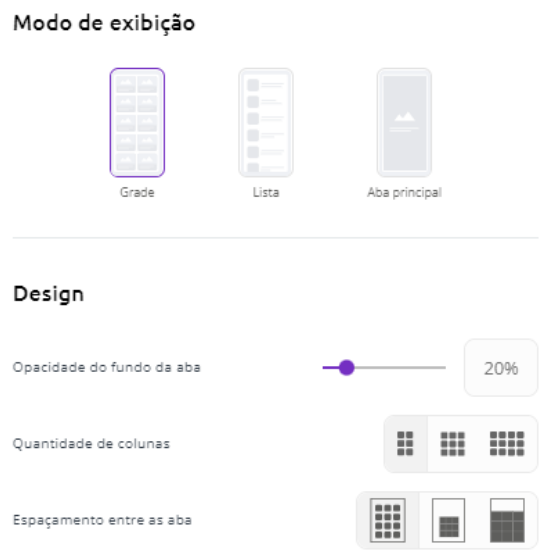 Modo de exibição
Grade
Lista
Aba principal
Design
Opacidade do fundo da aba
20%
Quantidade de colunas
Espaçamento entre as aba